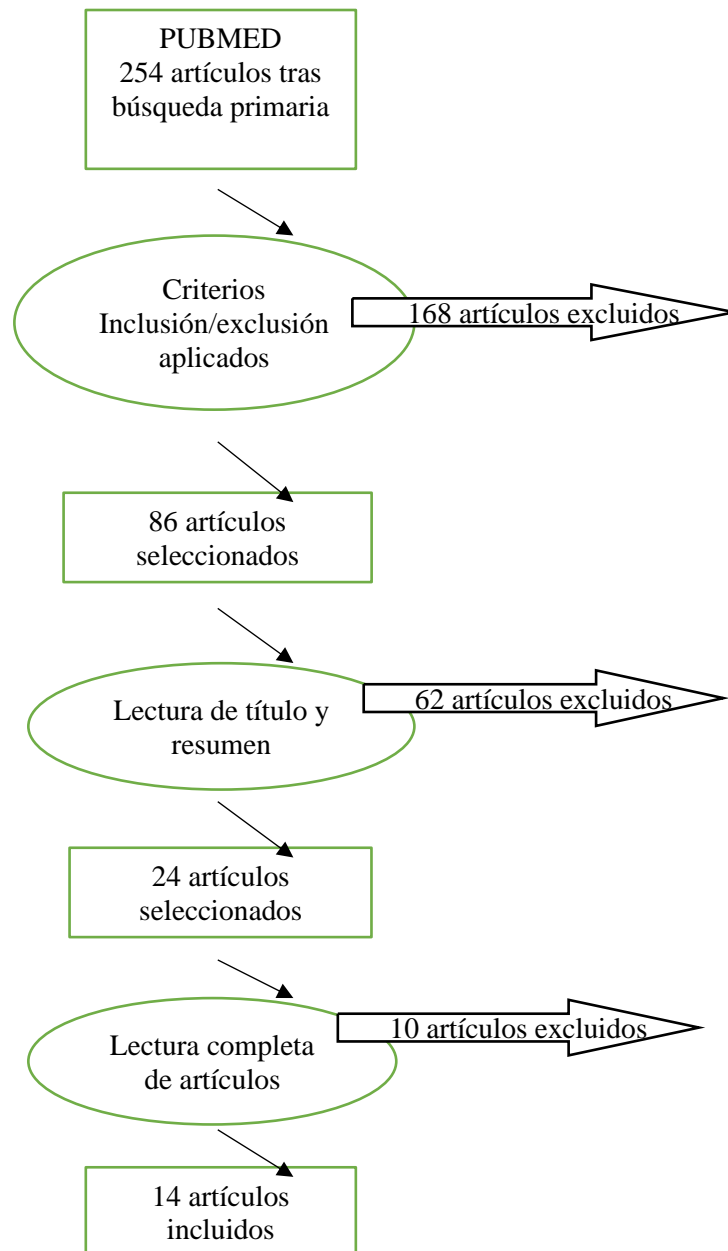 PUBMED
254 artículos tras
búsqueda primaria
Criterios
Inclusión/exclusión
aplicados
168 artículos excluidos
86 artículos
seleccionados
Lectura de título y
resumen
62 artículos excluidos
24 artículos
seleccionados
Lectura completa
de artículos
10 artículos excluidos
14 artículos
incluidos